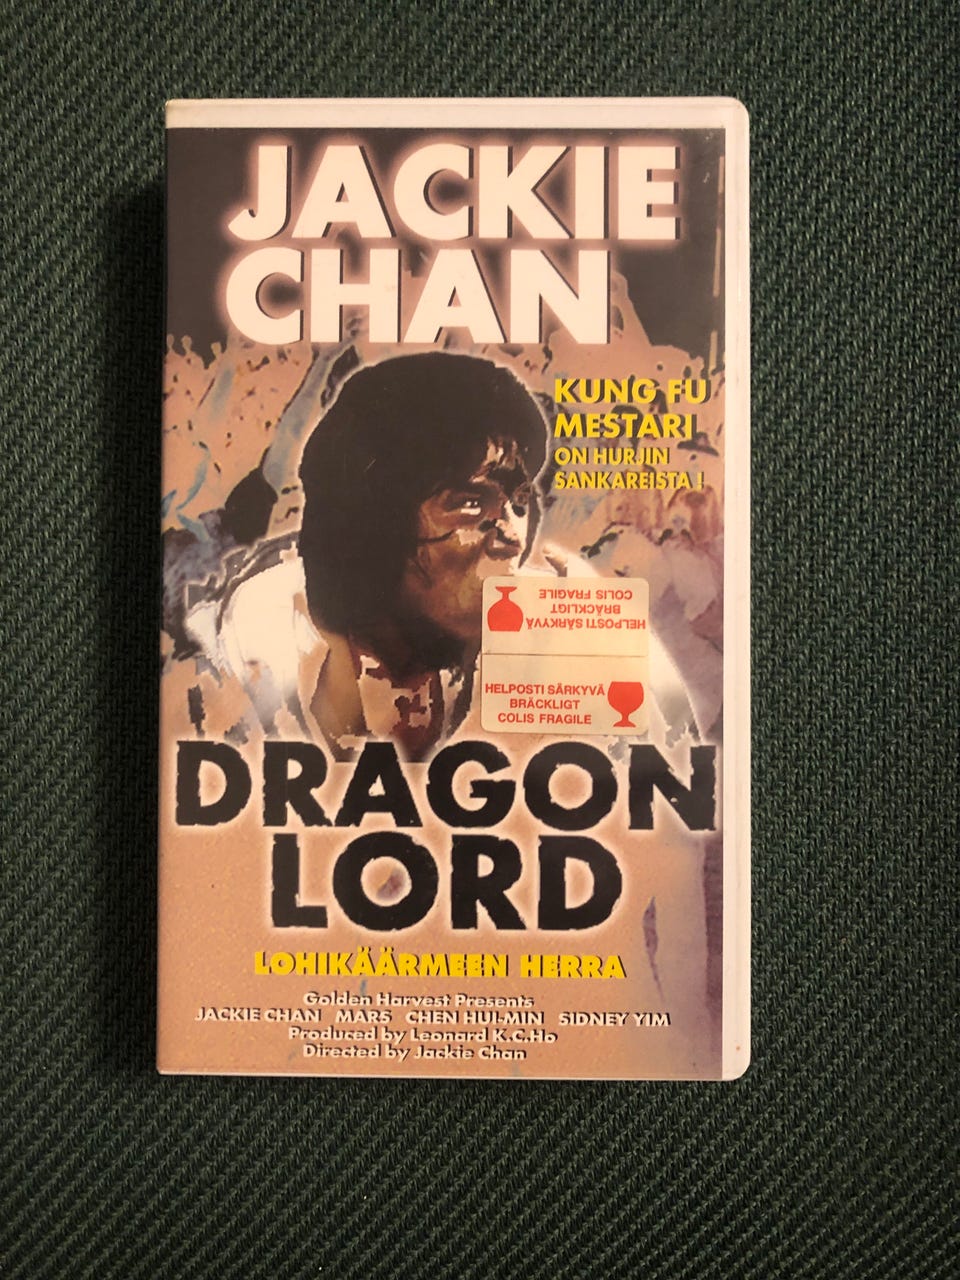 JACKIE
CHAN
KUNG FU
MESTARI
ON HURJIN
SANKAREISTA !
HELPOSTI SÄRKYVÄ
BRÄCKLIGT
COLIS FRAGILE
HELPOSTI SÄRKYVÄ
BRÄCKLIGT
COLIS FRAGILE
DRAGON
LORD
LOHIKÄÄRMEEN HERRA
Golden Harvest Presents
JACKIE CHAN MARS CHEN HUI-MIN SIDNEY YIM
Produced by Leonard K.C.Ho
Directed by Jackie Chan